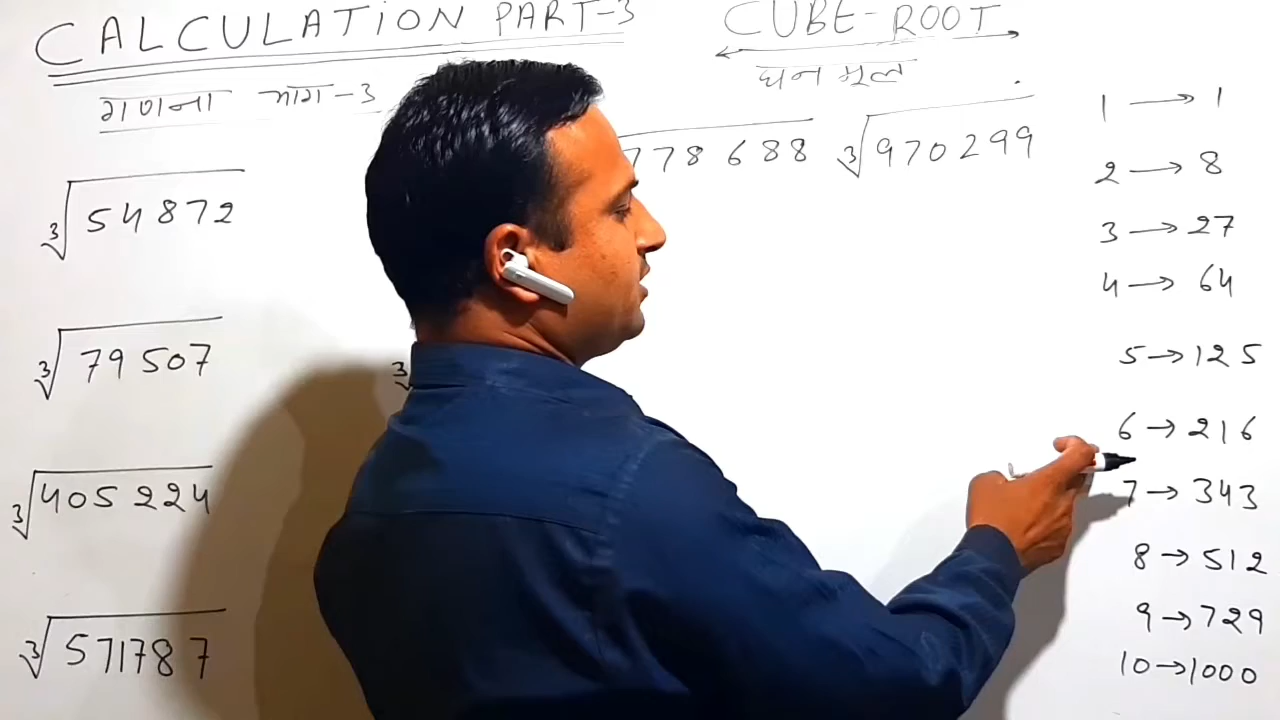 CALCULATION PART-3
गणना भाग-3
CUBE-ROOT
घन मूल
3√54872
3√79507
3√405224
3√571787
778688
3√970299
3
1 → 1
2 → 8
3 → 27
4 → 64
5 → 125
6 → 216
7 → 343
8 → 512
9 → 729
10 → 1000